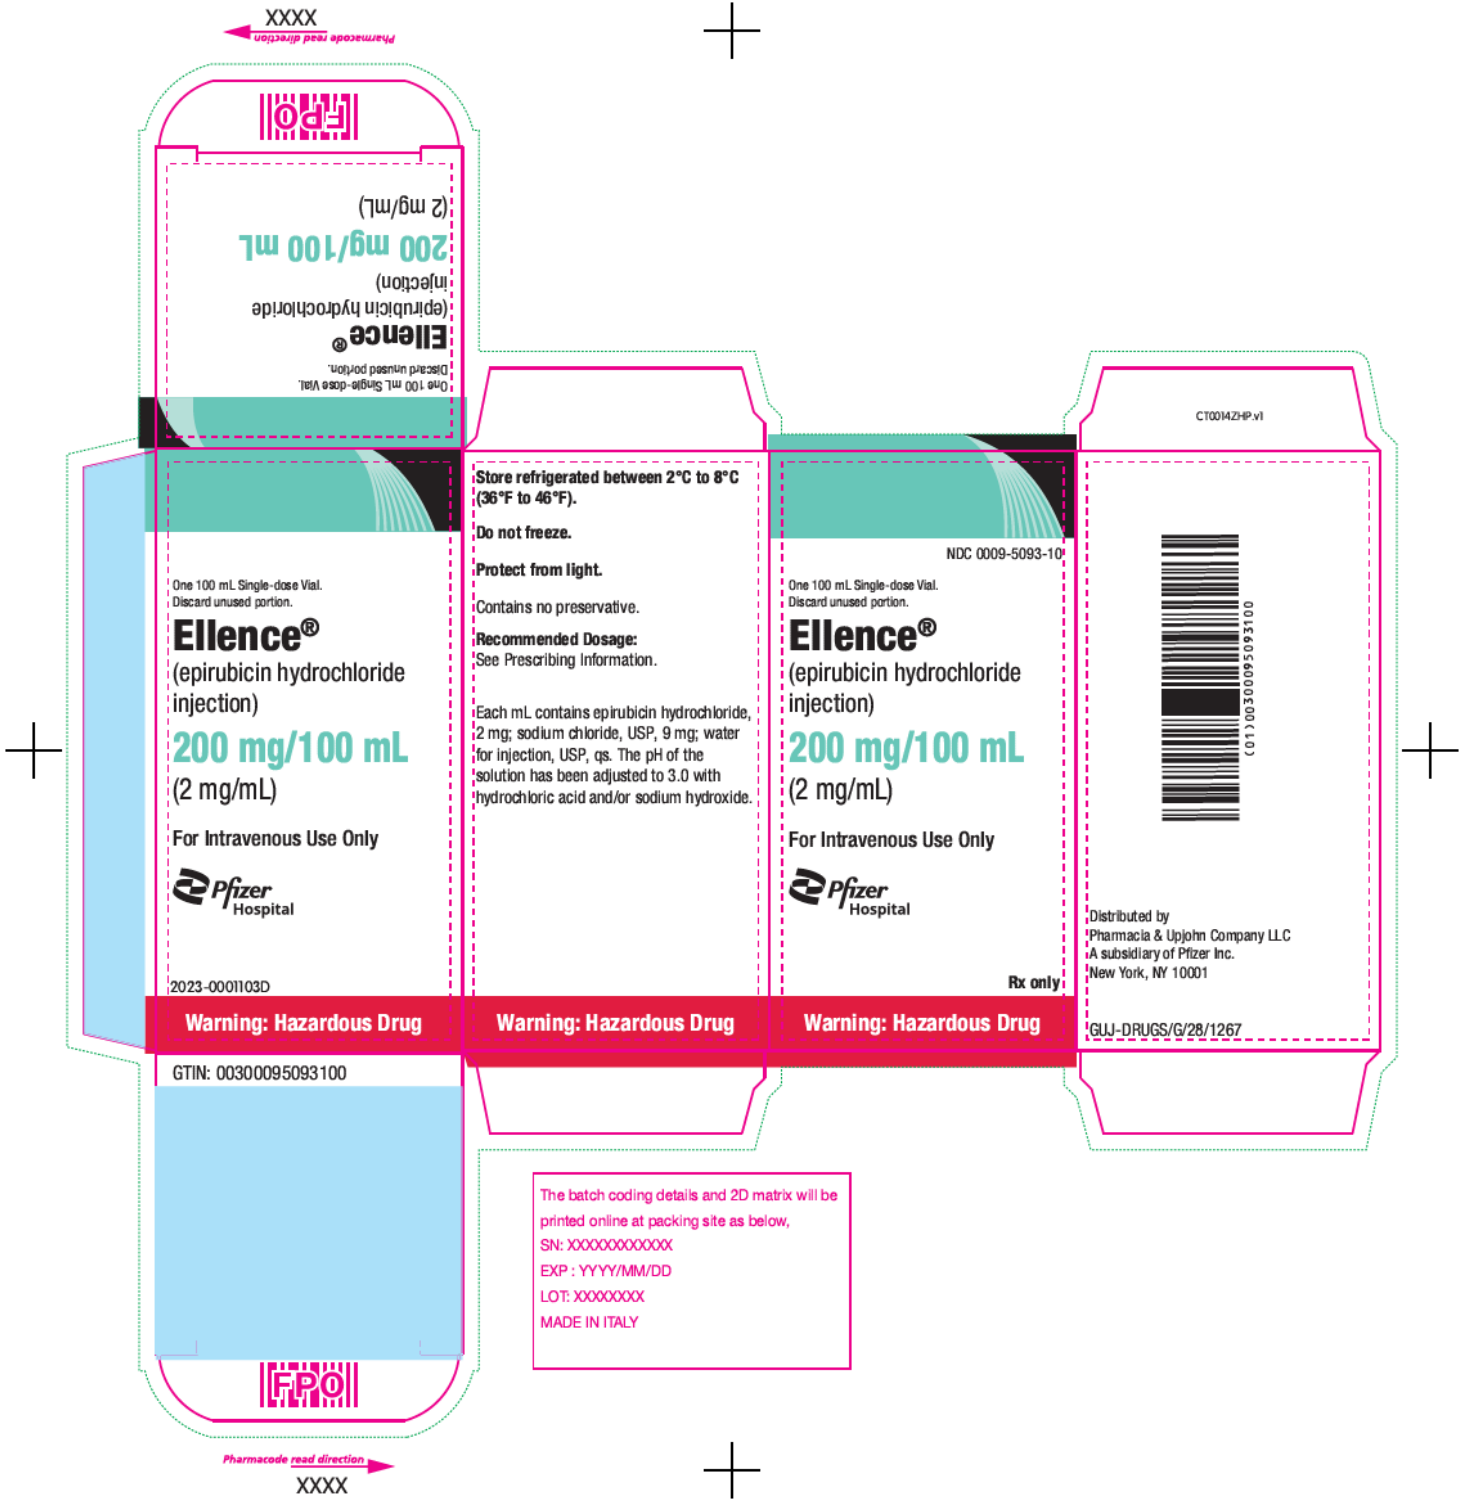 XXXX
Pharmacode read direction
FPO
(2 mg/mL)
200 mg/100 mL
injection)
(epirubicin hydrochloride
Ellence®
Discard unused portion.
One 100 mL Single-dose Vial.
One 100 mL Single-dose Vial.
Discard unused portion.
Ellence®
(epirubicin hydrochloride
injection)
200 mg/100 mL
(2 mg/mL)
For Intravenous Use Only
Pfizer
Hospital
2023-0001103D
Warning: Hazardous Drug
GTIN: 00300095093100
FPO
Pharmacode read direction
XXXX
Store refrigerated between 2°C to 8°C
(36°F to 46°F).
Do not freeze.
Protect from light.
Contains no preservative.
Recommended Dosage:
See Prescribing Information.
Each mL contains epirubicin hydrochloride,
2 mg; sodium chloride, USP, 9 mg; water
for injection, USP, qs. The pH of the
solution has been adjusted to 3.0 with
hydrochloric acid and/or sodium hydroxide.
Warning: Hazardous Drug
NDC 0009-5093-10
One 100 mL Single-dose Vial.
Discard unused portion.
Ellence®
(epirubicin hydrochloride
injection)
200 mg/100 mL
(2 mg/mL)
For Intravenous Use Only
Pfizer
Hospital
Rx only
Warning: Hazardous Drug
CT0014ZHP.v1
(01)00300095093100
Distributed by
Pharmacia & Upjohn Company LLC
A subsidiary of Pfizer Inc.
New York, NY 10001
GUJ-DRUGS/G/28/1267
The batch coding details and 2D matrix will be
printed online at packing site as below,
SN: XXXXXXXXXXXX
EXP : YYYY/MM/DD
LOT: XXXXXXXX
MADE IN ITALY